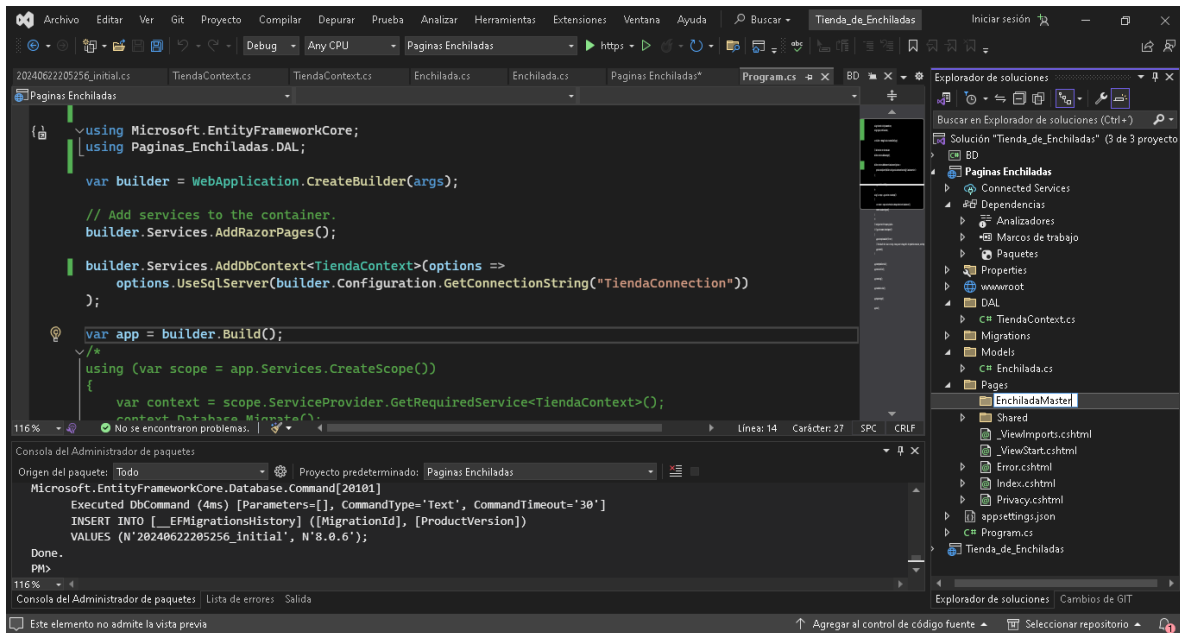 Archivo Editar Ver Git Proyecto Compilar Depurar Prueba Analizar Herramientas Extensiones Ventana Ayuda Buscar Tienda_de_Enchiladas Iniciar sesión
Debug Any CPU Paginas Enchiladas https
20240622205256_initial.cs TiendaContext.cs TiendaContext.cs Enchilada.cs Enchilada.cs Paginas Enchiladas* Program.cs BD
Paginas Enchiladas
using Microsoft.EntityFrameworkCore;
using Paginas_Enchiladas.DAL;
var builder = WebApplication.CreateBuilder(args);
// Add services to the container.
builder.Services.AddRazorPages();
builder.Services.AddDbContext<TiendaContext>(options =>
options.UseSqlServer(builder.Configuration.GetConnectionString("TiendaConnection"))
);
var app = builder.Build();
/*
using (var scope = app.Services.CreateScope())
{
var context = scope.ServiceProvider.GetRequiredService<TiendaContext>();
context.Database.Migrate();
116 % No se encontraron problemas. Línea: 14 Carácter: 27 SPC CRLF
Consola del Administrador de paquetes
Origen del paquete: Todo Proyecto predeterminado: Paginas Enchiladas
Microsoft.EntityFrameworkCore.Database.Command[20101]
Executed DbCommand (4ms) [Parameters=[], CommandType='Text', CommandTimeout='30']
INSERT INTO [__EFMigrationsHistory] ([MigrationId], [ProductVersion])
VALUES (N'20240622205256_initial', N'8.0.6');
Done.
PM>
116 %
Consola del Administrador de paquetes Lista de errores Salida
Explorador de soluciones
Buscar en Explorador de soluciones (Ctrl+')
Solución "Tienda_de_Enchiladas" (3 de 3 proyecto
BD
Paginas Enchiladas
Connected Services
Dependencias
Analizadores
Marcos de trabajo
Paquetes
Properties
wwwroot
DAL
C# TiendaContext.cs
Migrations
Models
C# Enchilada.cs
Pages
EnchiladaMaster
Shared
_ViewImports.cshtml
_ViewStart.cshtml
Error.cshtml
Index.cshtml
Privacy.cshtml
appsettings.json
C# Program.cs
Tienda_de_Enchiladas
Explorador de soluciones Cambios de GIT
Este elemento no admite la vista previa Agregar al control de código fuente Seleccionar repositorio